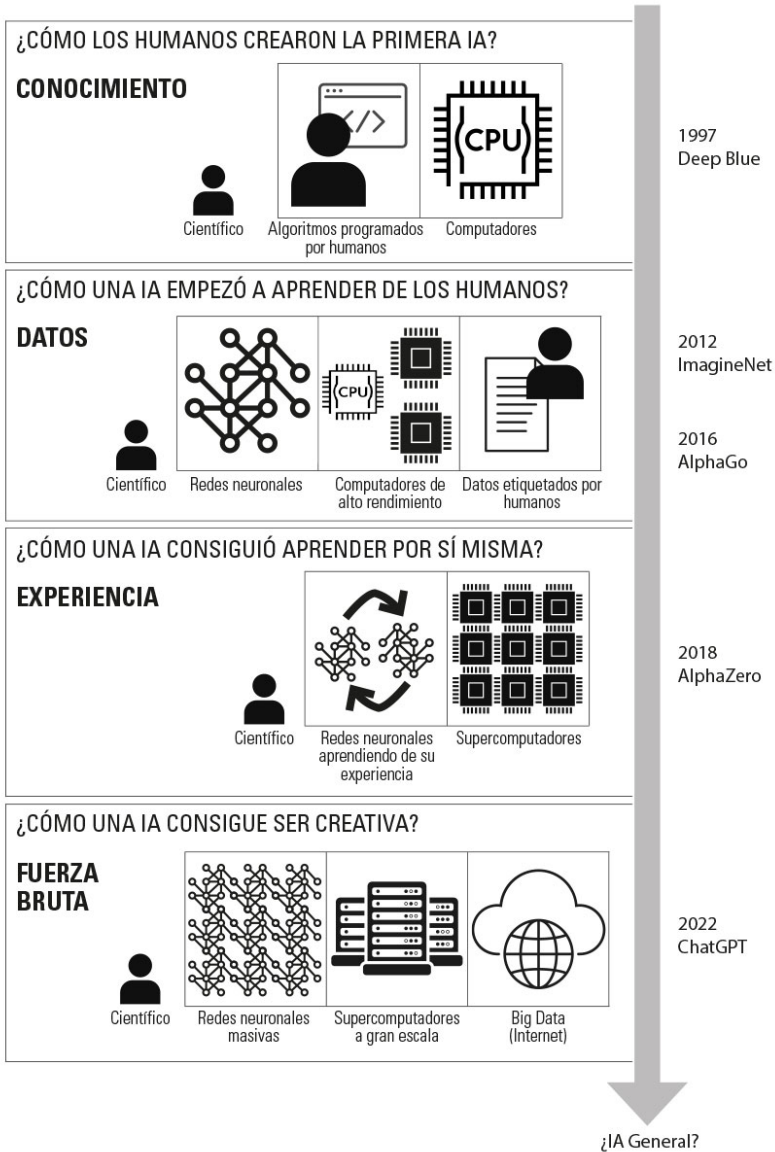 ¿CÓMO LOS HUMANOS CREARON LA PRIMERA IA?
CONOCIMIENTO
</>
CPU
Científico
Algoritmos programados
por humanos
Computadores
1997
Deep Blue
¿CÓMO UNA IA EMPEZÓ A APRENDER DE LOS HUMANOS?
DATOS
CPU
Científico
Redes neuronales
Computadores de
alto rendimiento
Datos etiquetados por
humanos
2012
ImagineNet
2016
AlphaGo
¿CÓMO UNA IA CONSIGUIÓ APRENDER POR SÍ MISMA?
EXPERIENCIA
Científico
Redes neuronales
aprendiendo de su
experiencia
Supercomputadores
2018
AlphaZero
¿CÓMO UNA IA CONSIGUE SER CREATIVA?
FUERZA
BRUTA
Científico
Redes neuronales
masivas
Supercomputadores
a gran escala
Big Data
(Internet)
2022
ChatGPT
¿IA General?